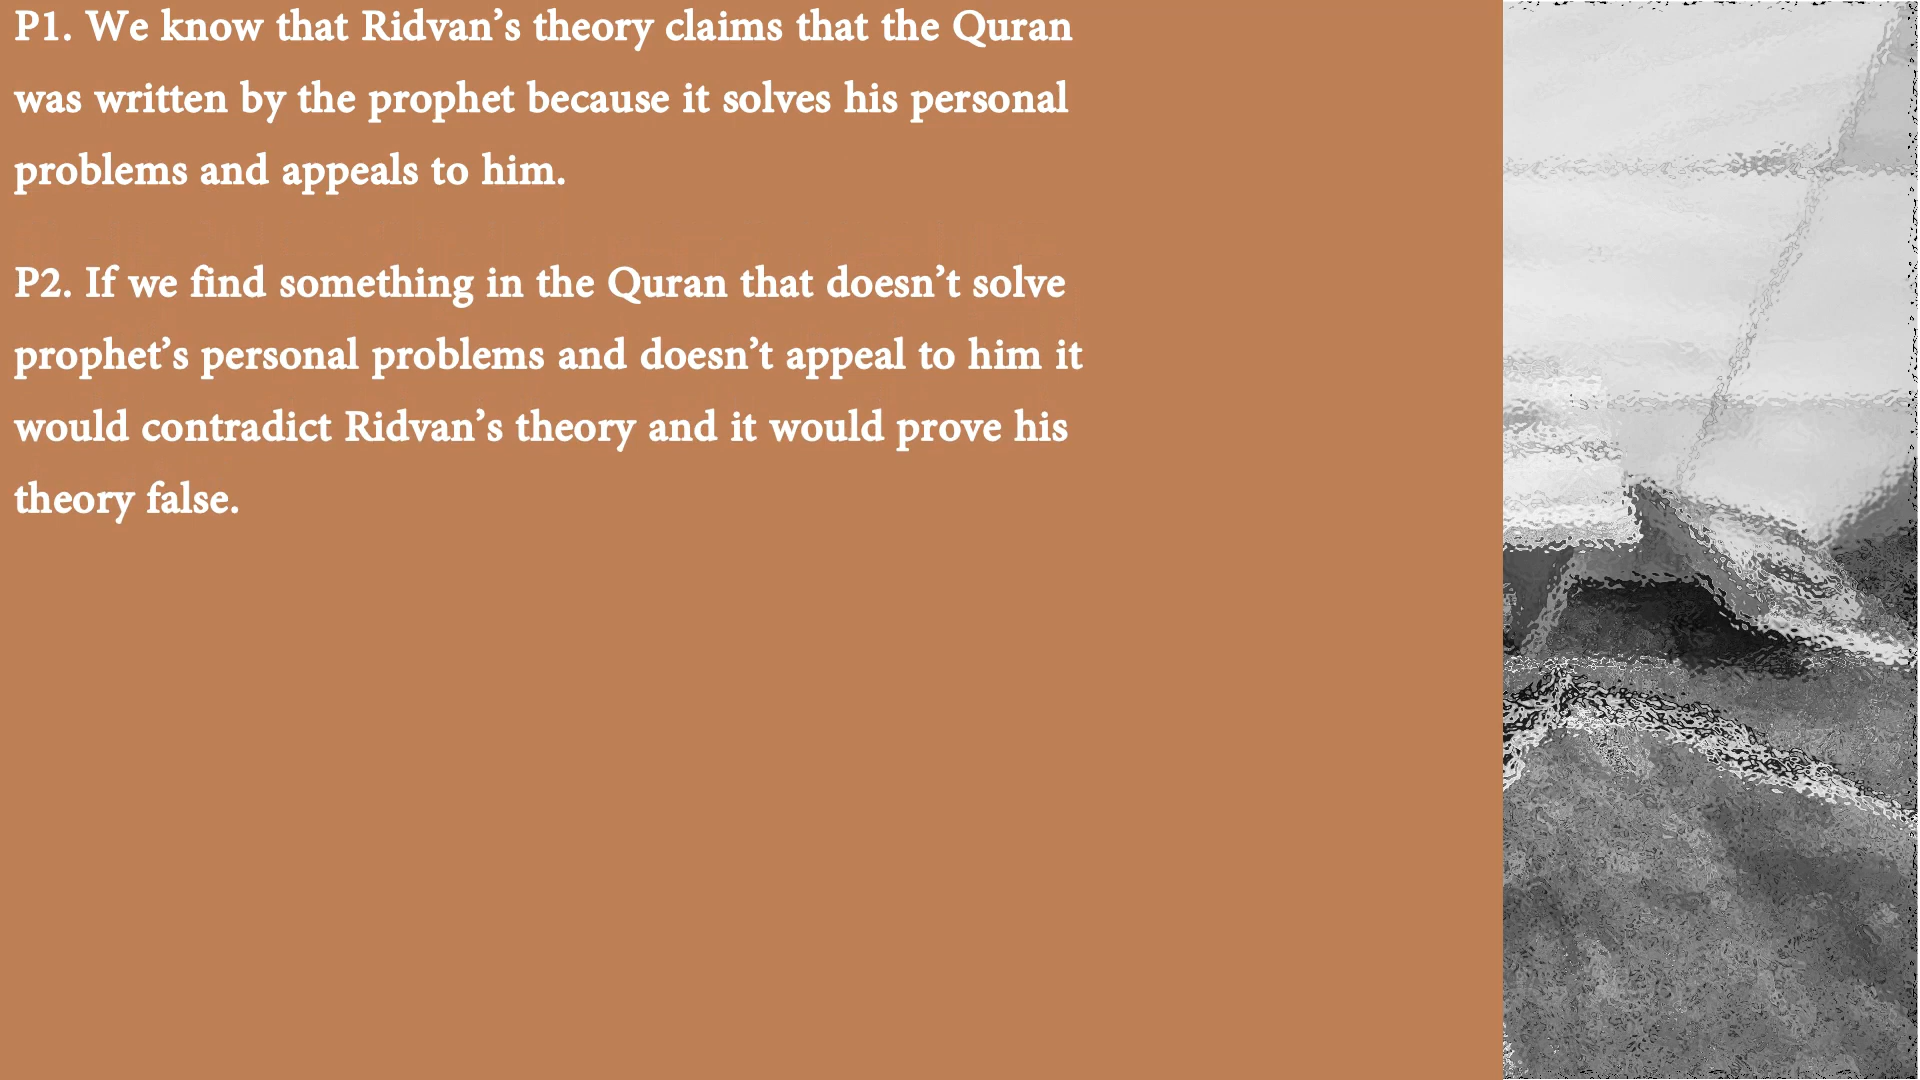 P1. We know that Ridvan’s theory claims that the Quran
was written by the prophet because it solves his personal
problems and appeals to him.
P2. If we find something in the Quran that doesn’t solve
prophet’s personal problems and doesn’t appeal to him it
would contradict Ridvan’s theory and it would prove his
theory false.